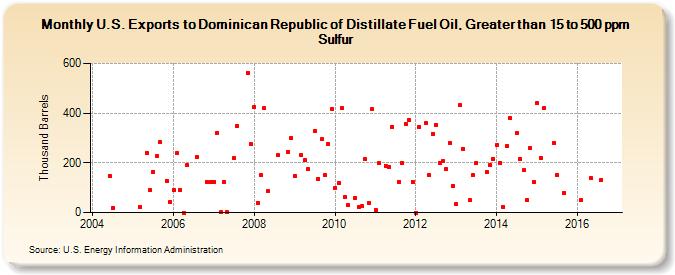 Monthly U.S. Exports to Dominican Republic of Distillate Fuel Oil, Greater than 15 to 500 ppm
Sulfur
Thousand Barrels
600
400
200
0
2004 2006 2008 2010 2012 2014 2016
Source: U.S. Energy Information Administration